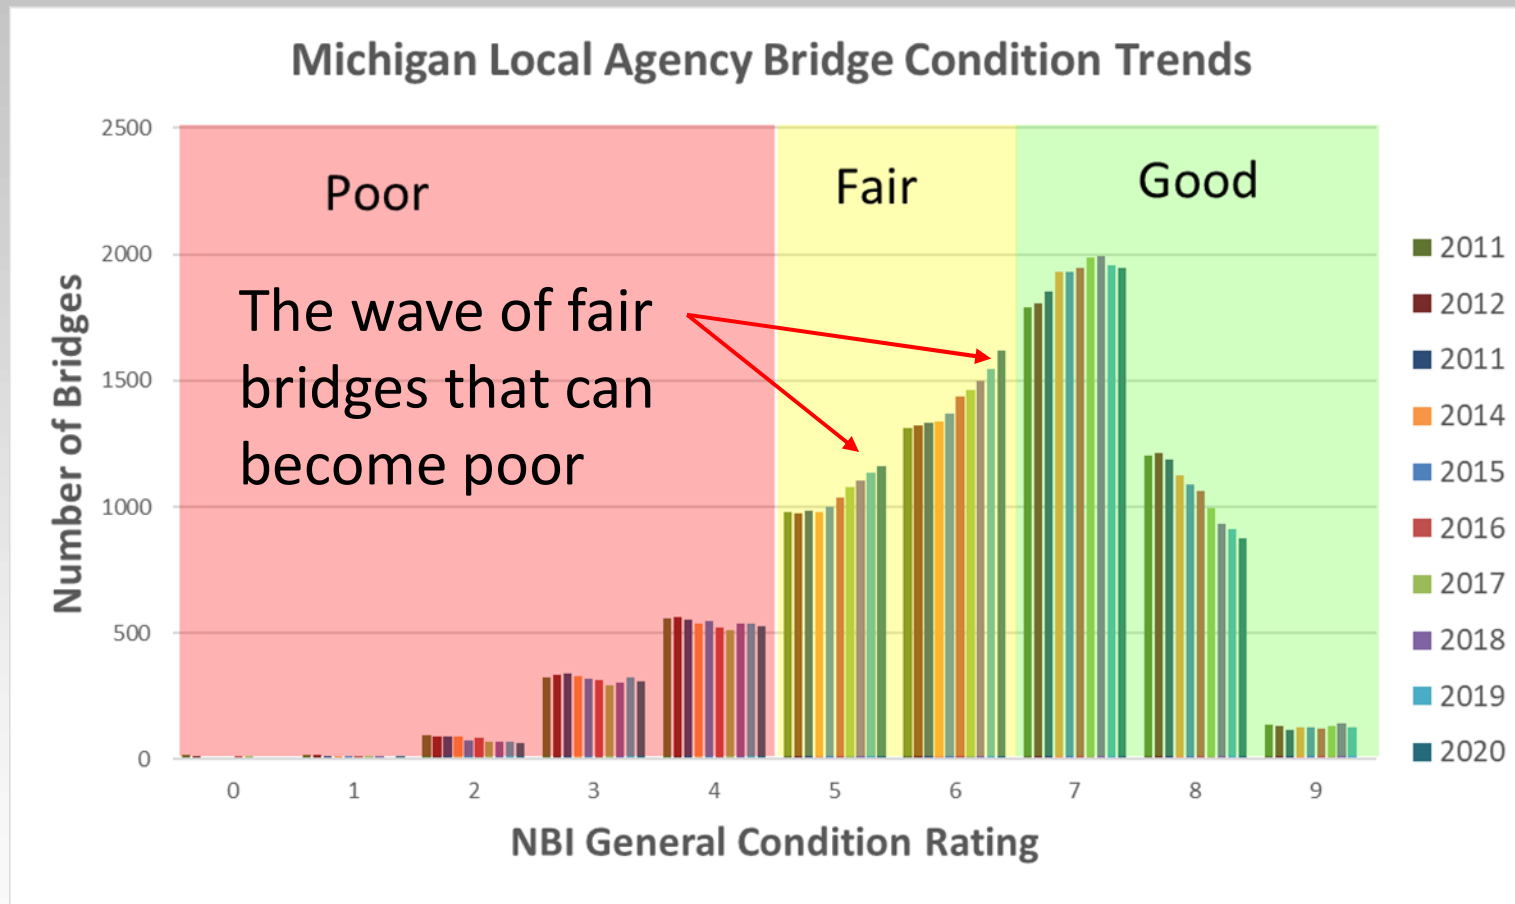 Michigan Local Agency Bridge Condition Trends
2500
2000
1500
1000
500
0
Number of Bridges
Poor
Fair
Good
The wave of fair
bridges that can
become poor
0 1 2 3 4 5 6 7 8 9
NBI General Condition Rating
2011
2012
2011
2014
2015
2016
2017
2018
2019
2020